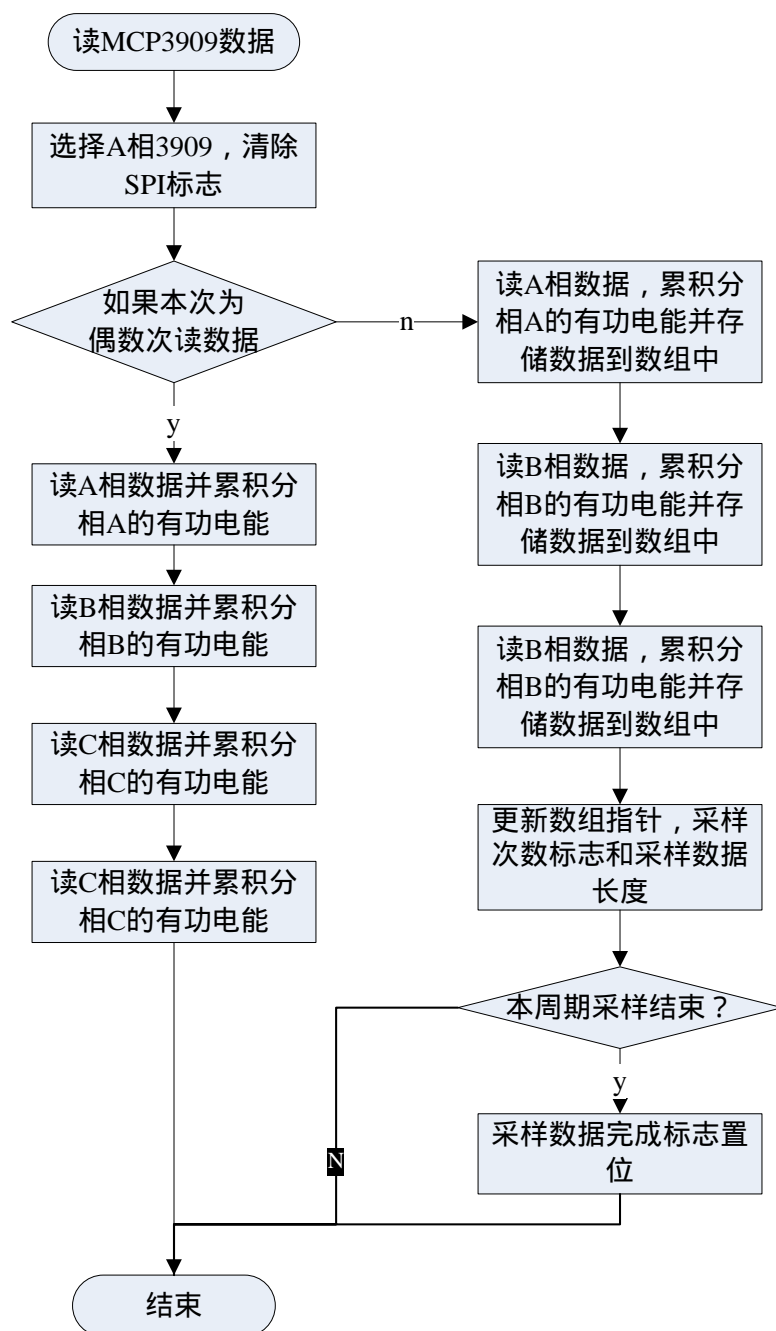 读MCP3909数据
选择A相3909，清除
SPI标志
如果本次为
偶数次读数据
n
y
读A相数据并累积分
相A的有功电能
读B相数据并累积分
相B的有功电能
读C相数据并累积分
相C的有功电能
读C相数据并累积分
相C的有功电能
读A相数据，累积分
相A的有功电能并存
储数据到数组中
读B相数据，累积分
相B的有功电能并存
储数据到数组中
读B相数据，累积分
相B的有功电能并存
储数据到数组中
更新数组指针，采样
次数标志和采样数据
长度
本周期采样结束？
y
N
采样数据完成标志置
位
结束